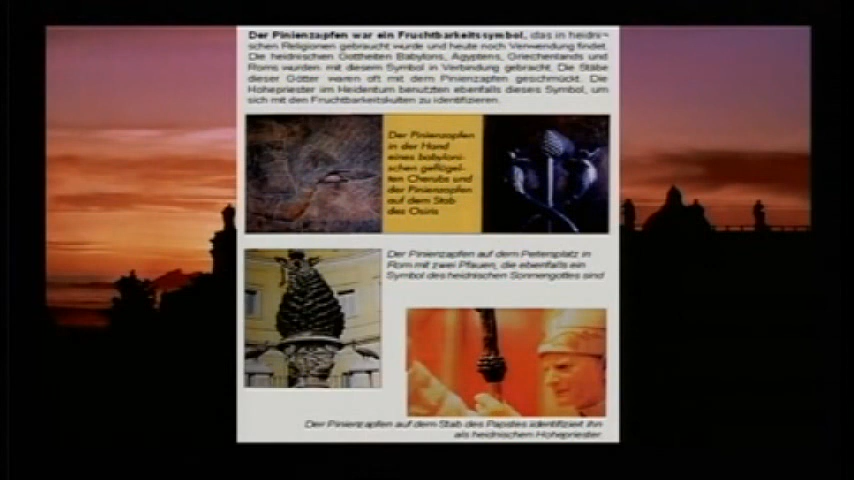 Der Pinienzapfen war ein Fruchtbarkeitssymbol, das in heidni-
schen Religionen gebraucht wurde und heute noch Verwendung findet.
Die heidnischen Gottheiten Babylons, Ägyptens, Griechenlands und
Roms wurden mit diesem Symbol in Verbindung gebracht. Die Stäbe
dieser Götter waren oft mit dem Pinienzapfen geschmückt. Die
Hohepriester im Heidentum benutzten ebenfalls dieses Symbol, um
sich mit den Fruchtbarkeitskulten zu identifizieren.
Der Pinienzapfen
in der Hand
eines babyloni-
schen geflügel-
ten Cherubs und
der Pinienzapfen
auf dem Stab
des Osiris
Der Pinienzapfen auf dem Petersplatz in
Rom mit zwei Pfauen, die ebenfalls ein
Symbol des heidnischen Sonnengottes sind
Der Pinienzapfen auf dem Stab des Papstes identifiziert ihn
als heidnischen Hohepriester.